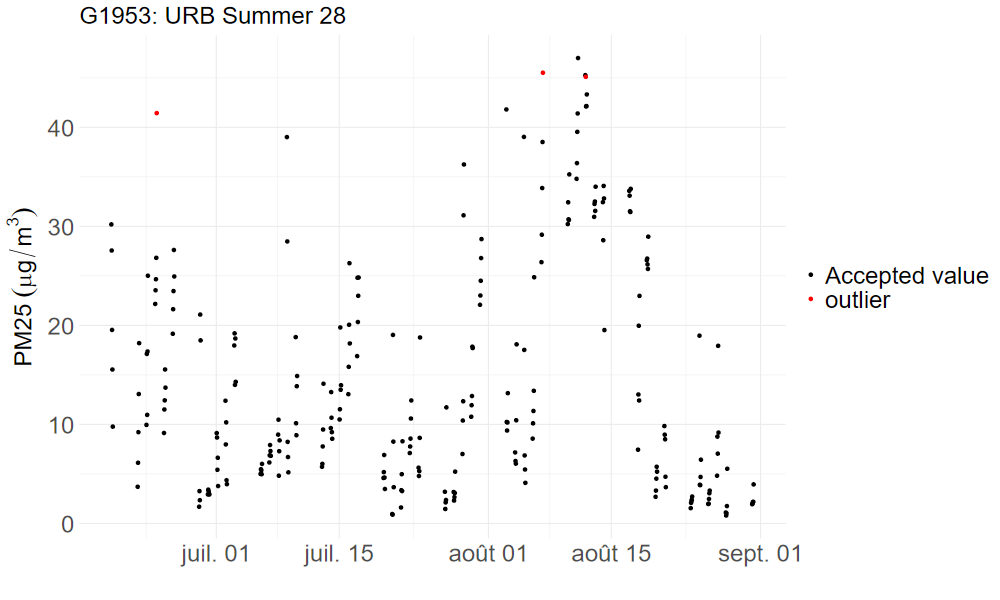 G1953: URB Summer 28
PM25 (μg/m³)
40
30
20
10
0
juil. 01 juil. 15 août 01 août 15 sept. 01
Accepted value
outlier